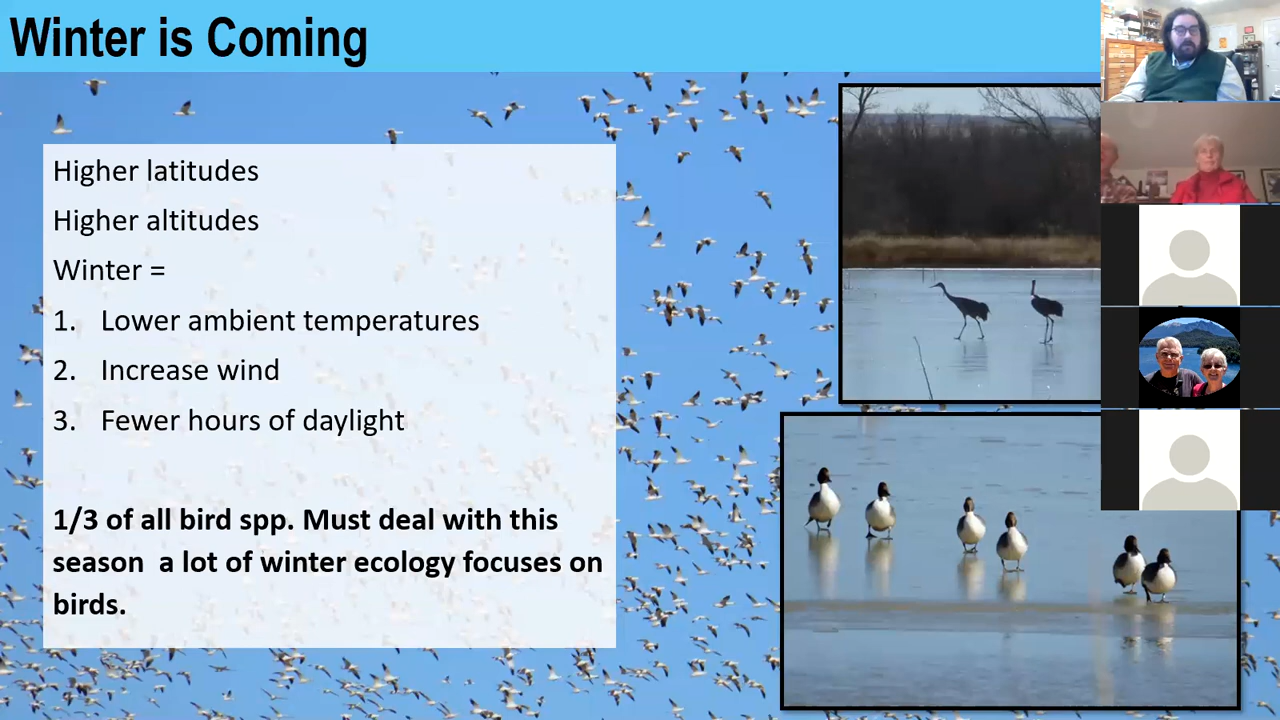 Winter is Coming
Higher latitudes
Higher altitudes
Winter =
1. Lower ambient temperatures
2. Increase wind
3. Fewer hours of daylight
1/3 of all bird spp. Must deal with this
season  a lot of winter ecology focuses on
birds.